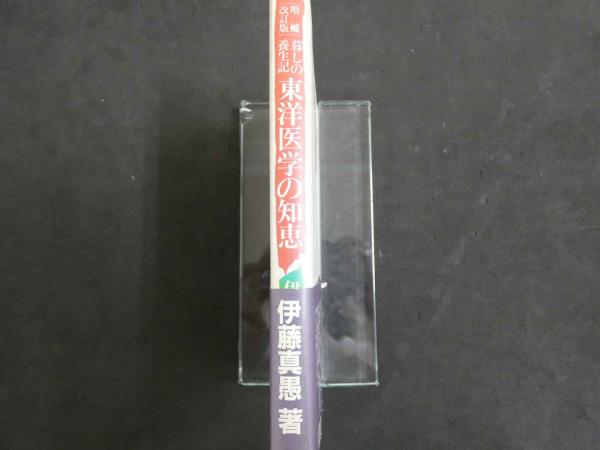 増補
改訂版
暮しの
養生記
東洋医学の知恵
伊
伊藤真愚 著